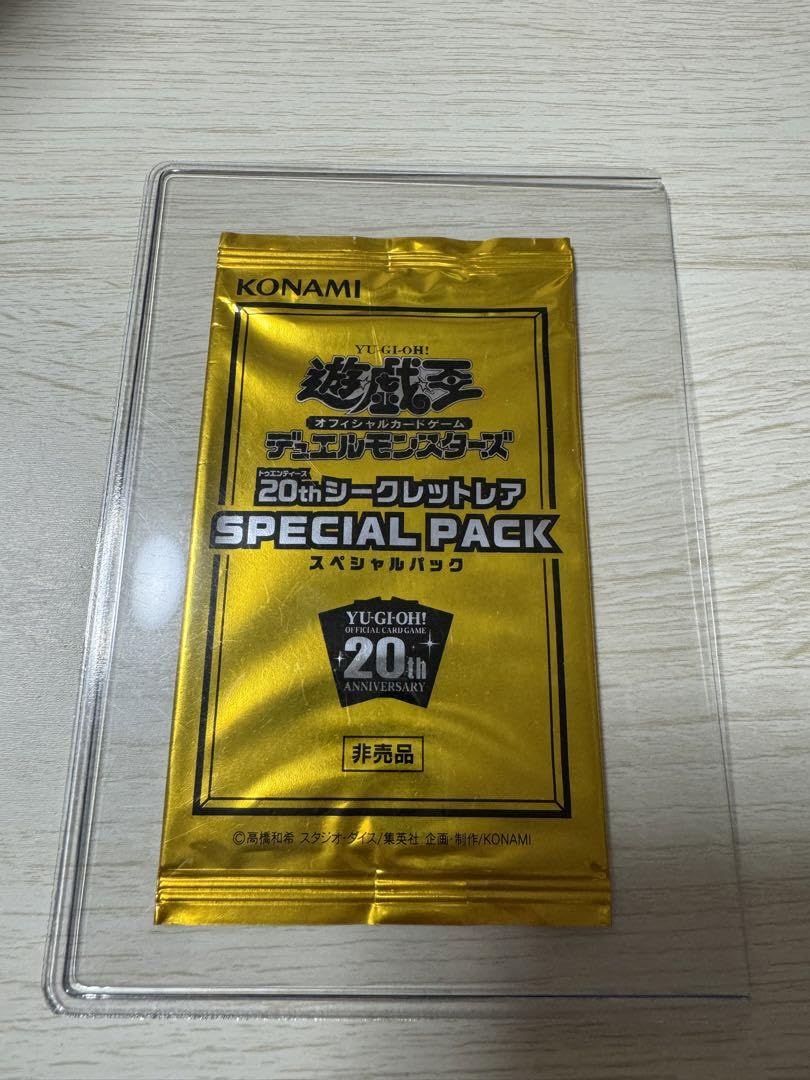 KONAMI
YU-GI-OH!
遊戯王
オフィシャルカードゲーム
デュエルモンスターズ
トゥエンティース
20thシークレットレア
SPECIAL PACK
スペシャルパック
YU-GI-OH!
OFFICIAL CARD GAME
20th
ANNIVERSARY
非売品
©高橋和希 スタジオ・ダイス/集英社 企画・制作/KONAMI